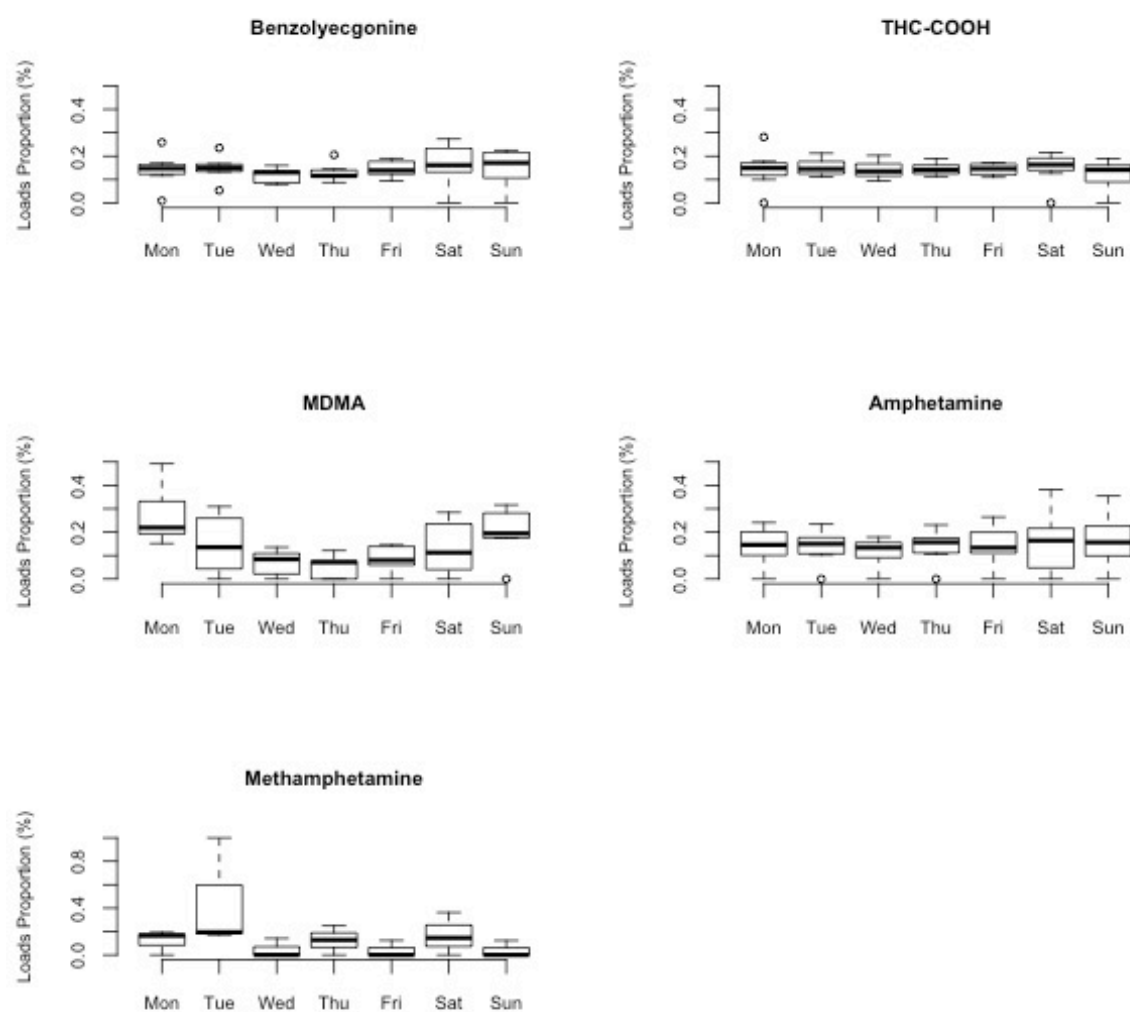 Benzolyecgonine
Loads Proportion (%)
0.0 0.2 0.4
Mon Tue Wed Thu Fri Sat Sun
THC-COOH
Loads Proportion (%)
0.0 0.2 0.4
Mon Tue Wed Thu Fri Sat Sun
MDMA
Loads Proportion (%)
0.0 0.2 0.4
Mon Tue Wed Thu Fri Sat Sun
Amphetamine
Loads Proportion (%)
0.0 0.2 0.4
Mon Tue Wed Thu Fri Sat Sun
Methamphetamine
Loads Proportion (%)
0.0 0.4 0.8
Mon Tue Wed Thu Fri Sat Sun